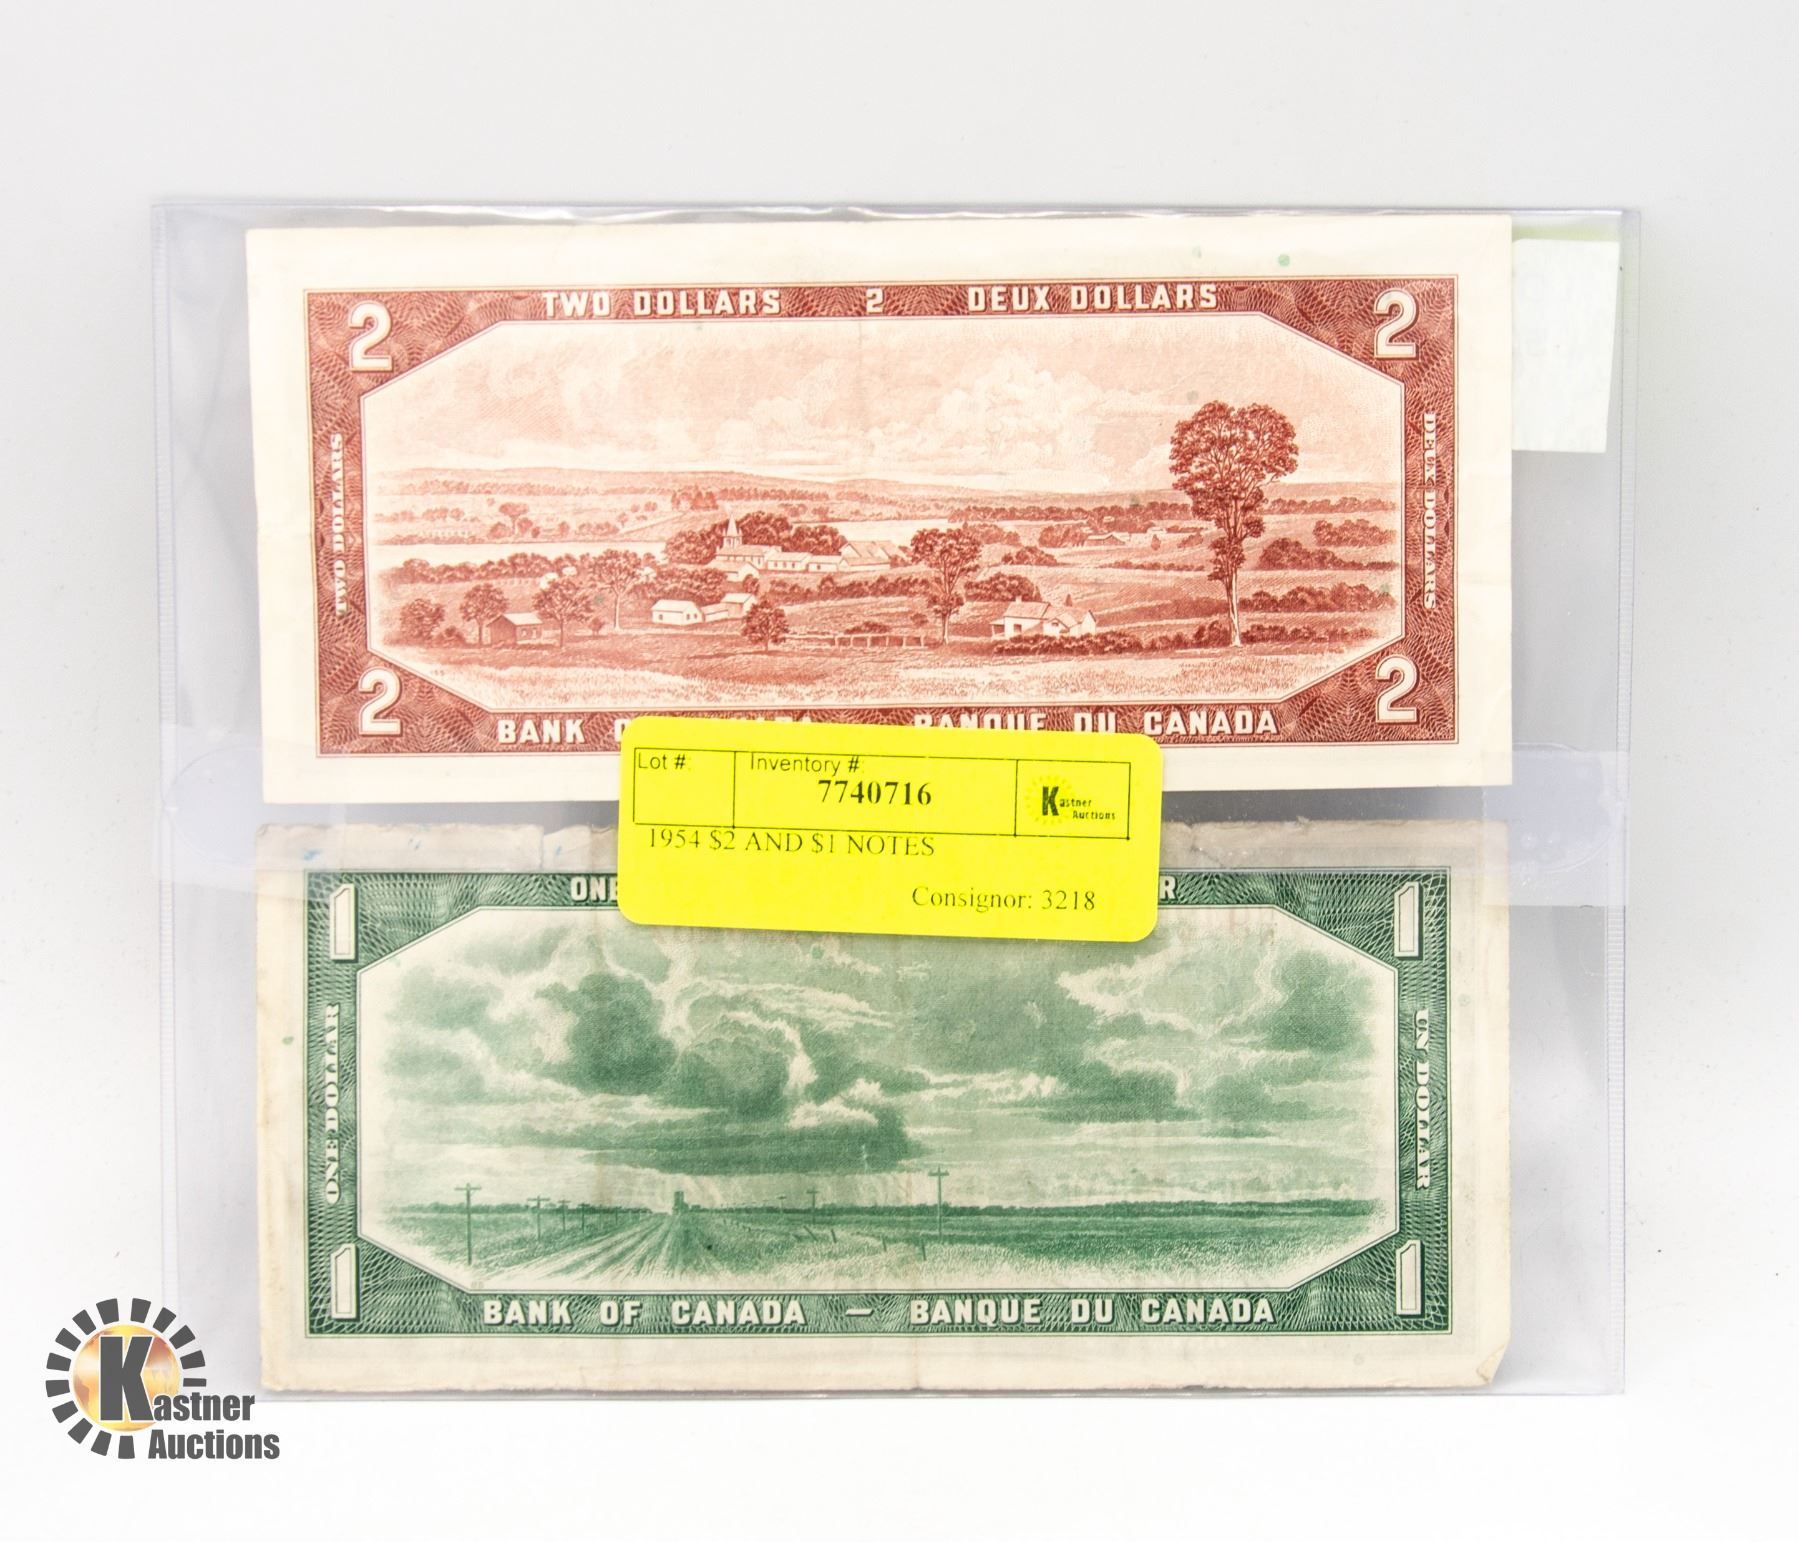 2 TWO DOLLARS 2 DEUX DOLLARS 2
TWO DOLLARS
DEUX DOLLARS
2 2
BANK BANQUE DU CANADA
Lot #: Inventory #:
7740716
Kastner
Auctions
1954 $2 AND $1 NOTES
Consignor: 3218
1 1
ONE DOLLAR
UN DOLLAR
1 1
BANK OF CANADA — BANQUE DU CANADA
Kastner
Auctions